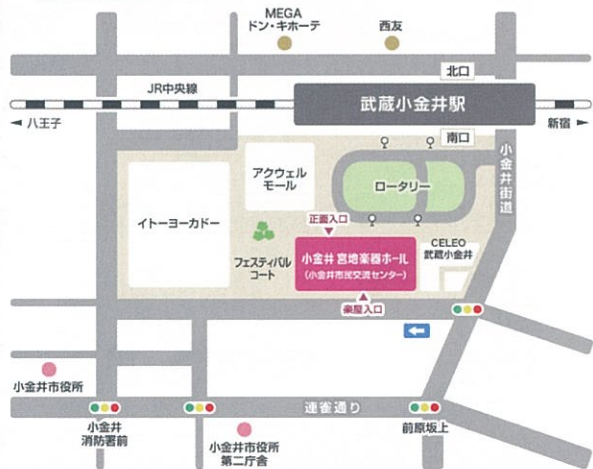 MEGA
ドン・キホーテ
西友
北口
JR中央線
武蔵小金井駅
八王子
新宿
南口
小金井街道
アクウェル
モール
ロータリー
イトーヨーカドー
正面入口
小金井 宮地楽器ホール
(小金井市民交流センター)
CELEO
武蔵小金井
フェスティバル
コート
楽屋入口
小金井市役所
連雀通り
小金井
消防署前
前原坂上
小金井市役所
第二庁舎